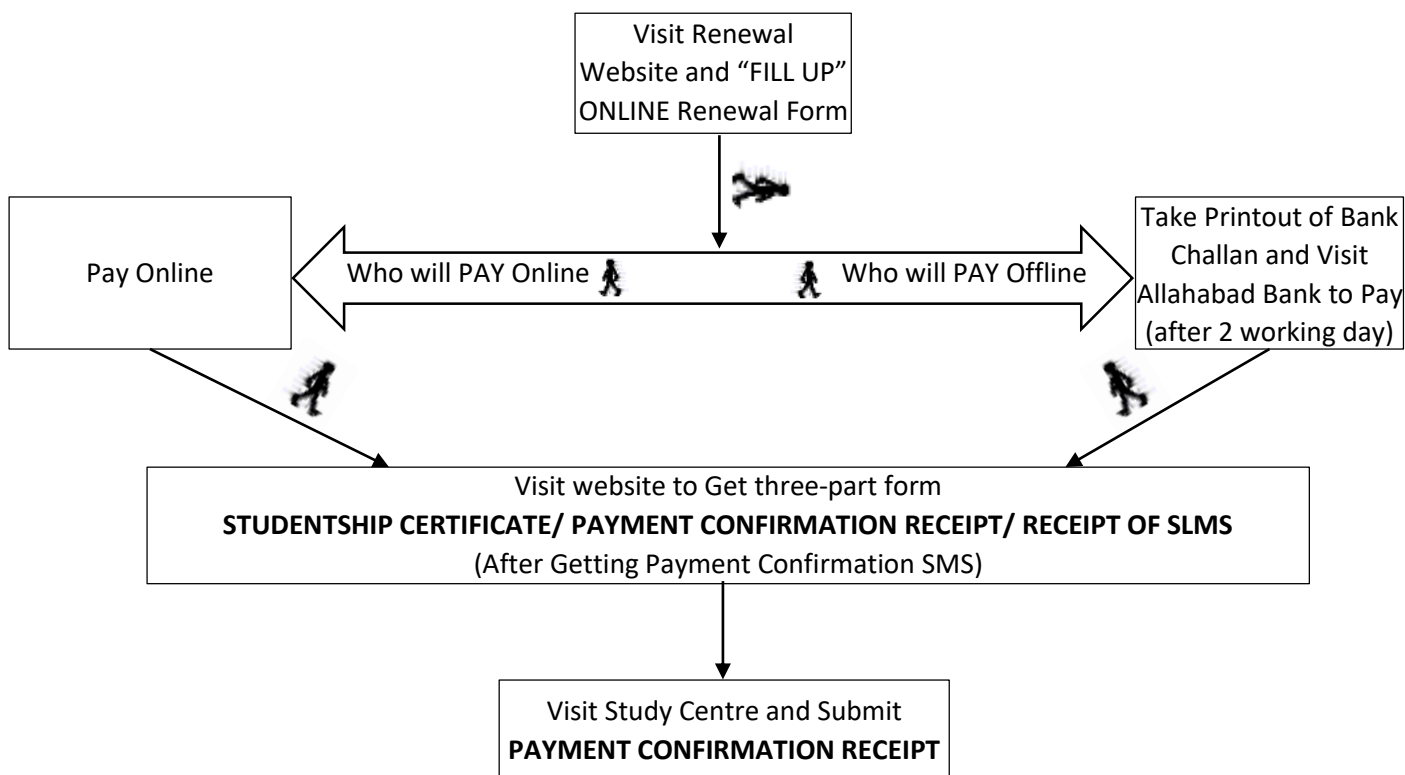 Visit Renewal
Website and “FILL UP”
ONLINE Renewal Form
Pay Online
Who will PAY Online
Who will PAY Offline
Take Printout of Bank
Challan and Visit
Allahabad Bank to Pay
(after 2 working day)
Visit website to Get three-part form
STUDENTSHIP CERTIFICATE/ PAYMENT CONFIRMATION RECEIPT/ RECEIPT OF SLMS
(After Getting Payment Confirmation SMS)
Visit Study Centre and Submit
PAYMENT CONFIRMATION RECEIPT